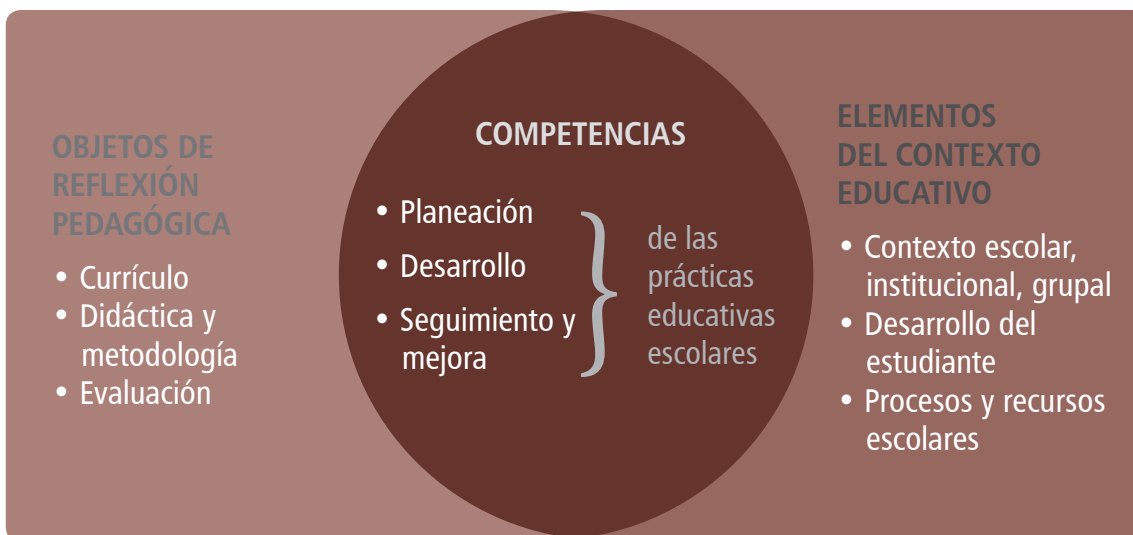 OBJETOS DE
REFLEXIÓN
PEDAGÓGICA
• Currículo
• Didáctica y
metodología
• Evaluación
COMPETENCIAS
• Planeación
• Desarrollo
• Seguimiento y
mejora
}
de las
prácticas
educativas
escolares
ELEMENTOS
DEL CONTEXTO
EDUCATIVO
• Contexto escolar,
institucional, grupal
• Desarrollo del
estudiante
• Procesos y recursos
escolares